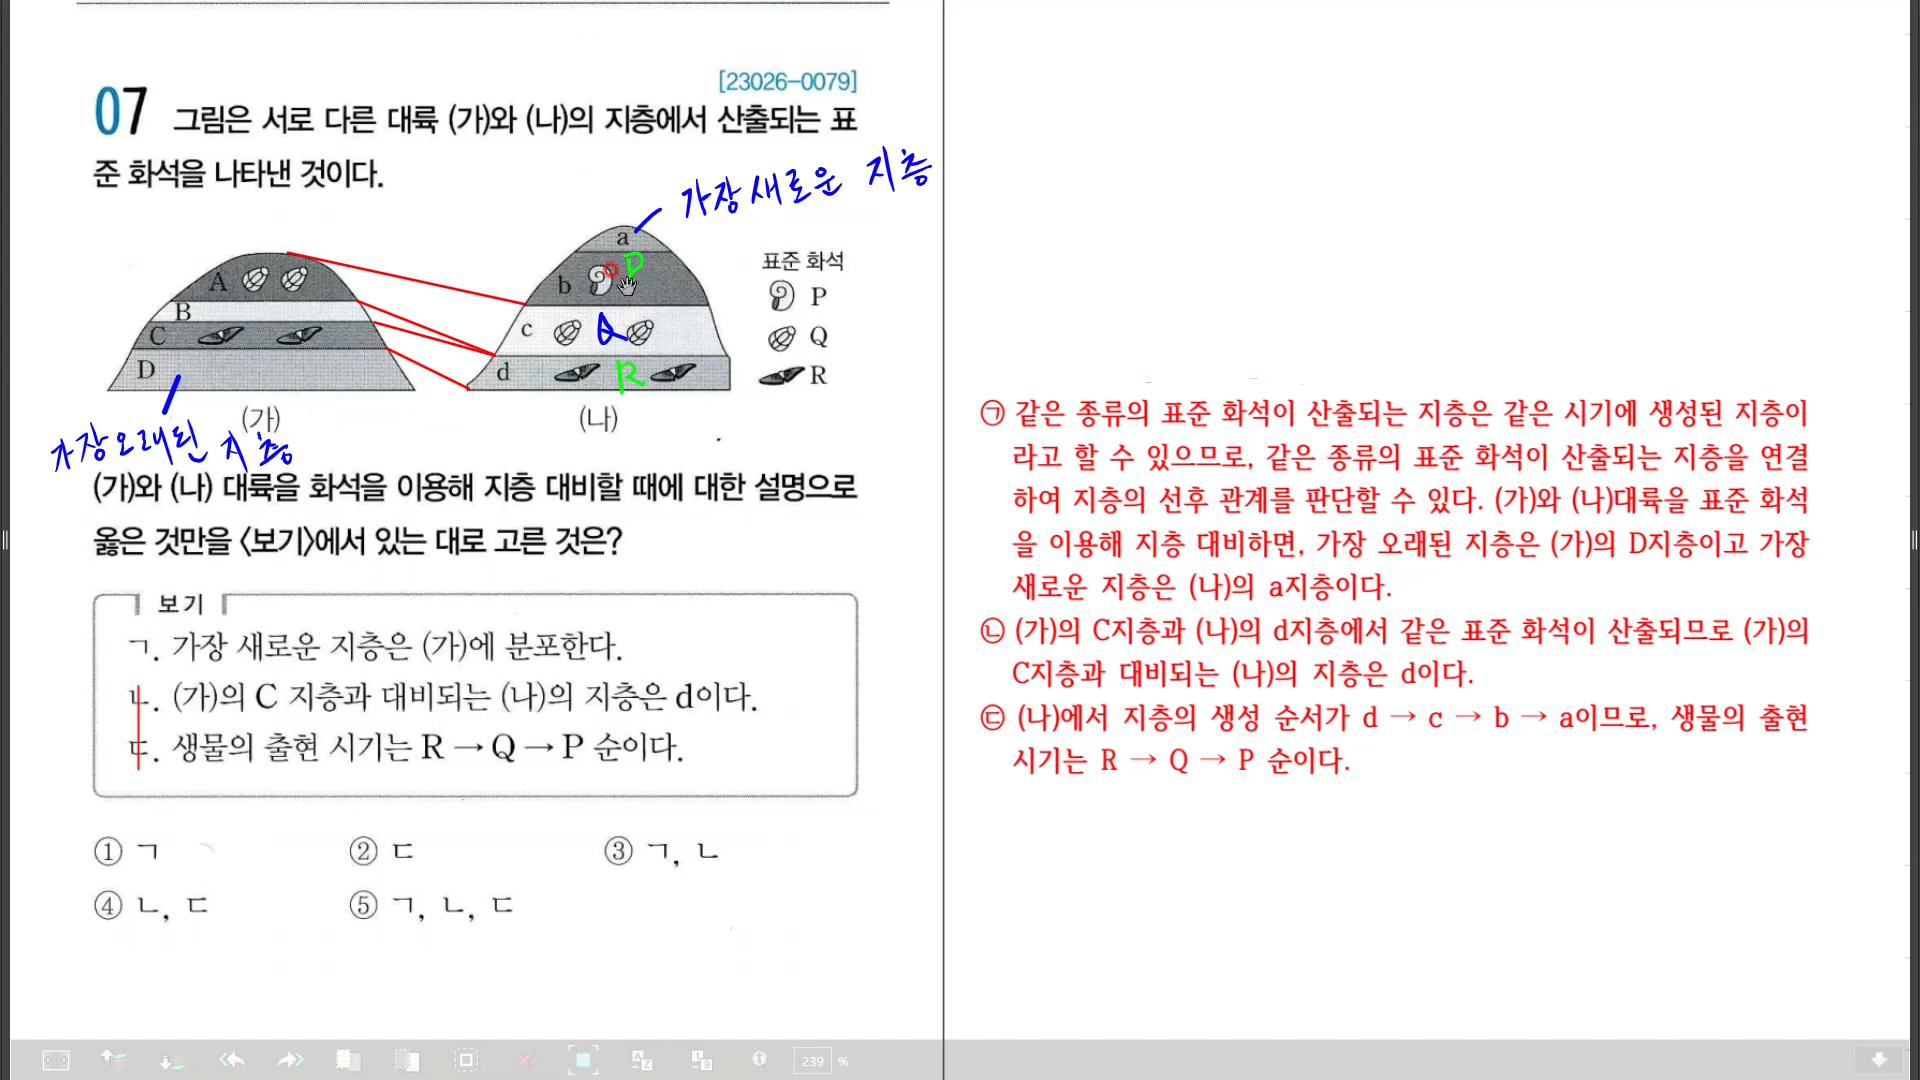 [23026-0079]
07 그림은 서로 다른 대륙 (가)와 (나)의 지층에서 산출되는 표
준 화석을 나타낸 것이다.
가장 새로운 지층
a
A
b
P
표준 화석
P
B
C
c
Q
Q
D
d
R
R
(가)
(나)
가장 오래된 지층
(가)와 (나) 대륙을 화석을 이용해 지층 대비할 때에 대한 설명으로
옳은 것만을 <보기>에서 있는 대로 고른 것은?
보기
ㄱ. 가장 새로운 지층은 (가)에 분포한다.
ㄴ. (가)의 C 지층과 대비되는 (나)의 지층은 d이다.
ㄷ. 생물의 출현 시기는 R → Q → P 순이다.
① ㄱ ② ㄷ ③ ㄱ, ㄴ
④ ㄴ, ㄷ ⑤ ㄱ, ㄴ, ㄷ
㉠ 같은 종류의 표준 화석이 산출되는 지층은 같은 시기에 생성된 지층이
라고 할 수 있으므로, 같은 종류의 표준 화석이 산출되는 지층을 연결
하여 지층의 선후 관계를 판단할 수 있다. (가)와 (나)대륙을 표준 화석
을 이용해 지층 대비하면, 가장 오래된 지층은 (가)의 D지층이고 가장
새로운 지층은 (나)의 a지층이다.
㉡ (가)의 C지층과 (나)의 d지층에서 같은 표준 화석이 산출되므로 (가)의
C지층과 대비되는 (나)의 지층은 d이다.
㉢ (나)에서 지층의 생성 순서가 d → c → b → a이므로, 생물의 출현
시기는 R → Q → P 순이다.
239 %